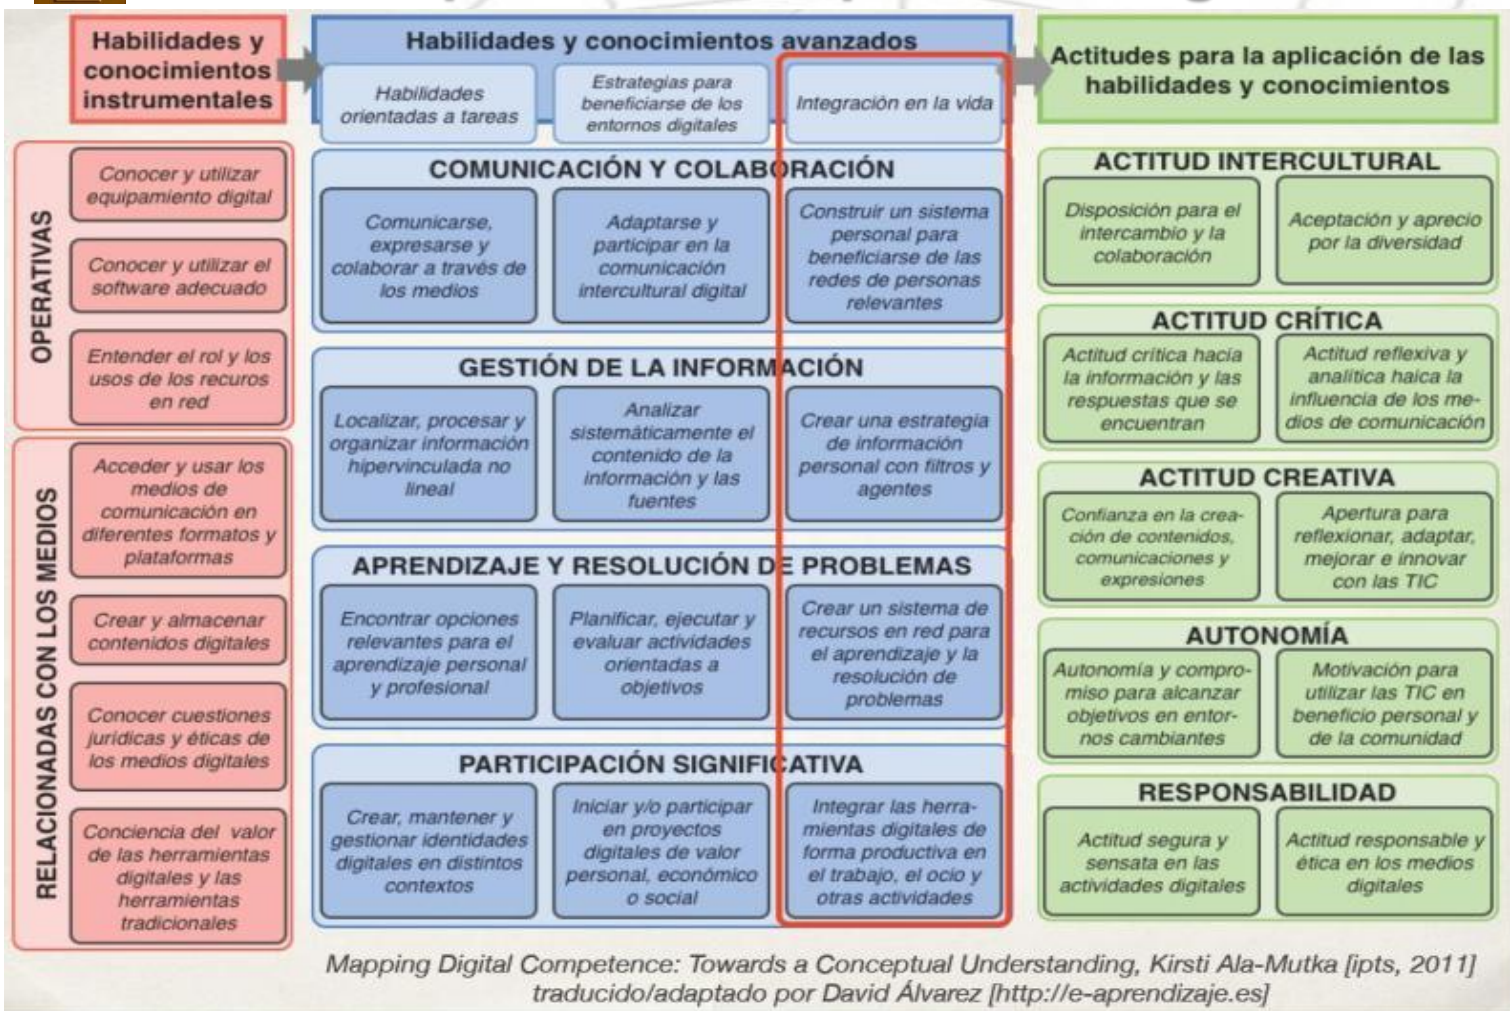 Habilidades y
conocimientos
instrumentales
Habilidades y conocimientos avanzados
Habilidades
orientadas a tareas
Estrategias para
beneficiarse de los
entornos digitales
Integración en la vida
Actitudes para la aplicación de las
habilidades y conocimientos
OPERATIVAS
Conocer y utilizar
equipamiento digital
Conocer y utilizar el
software adecuado
Entender el rol y los
usos de los recuros
en red
RELACIONADAS CON LOS MEDIOS
Acceder y usar los
medios de
comunicación en
diferentes formatos y
plataformas
Crear y almacenar
contenidos digitales
Conocer cuestiones
jurídicas y éticas de
los medios digitales
Conciencia del valor
de las herramientas
digitales y las
herramientas
tradicionales
COMUNICACIÓN Y COLABORACIÓN
Comunicarse,
expresarse y
colaborar a través de
los medios
Adaptarse y
participar en la
comunicación
intercultural digital
Construir un sistema
personal para
beneficiarse de las
redes de personas
relevantes
GESTIÓN DE LA INFORMACIÓN
Localizar, procesar y
organizar información
hipervinculada no
lineal
Analizar
sistemáticamente el
contenido de la
información y las
fuentes
Crear una estrategia
de información
personal con filtros y
agentes
APRENDIZAJE Y RESOLUCIÓN DE PROBLEMAS
Encontrar opciones
relevantes para el
aprendizaje personal
y profesional
Planificar, ejecutar y
evaluar actividades
orientadas a
objetivos
Crear un sistema de
recursos en red para
el aprendizaje y la
resolución de
problemas
PARTICIPACIÓN SIGNIFICATIVA
Crear, mantener y
gestionar identidades
digitales en distintos
contextos
Iniciar y/o participar
en proyectos
digitales de valor
personal, económico
o social
Integrar las herra-
mientas digitales de
forma productiva en
el trabajo, el ocio y
otras actividades
ACTITUD INTERCULTURAL
Disposición para el
intercambio y la
colaboración
Aceptación y aprecio
por la diversidad
ACTITUD CRÍTICA
Actitud crítica hacia
la información y las
respuestas que se
encuentran
Actitud reflexiva y
analítica haica la
influencia de los me-
dios de comunicación
ACTITUD CREATIVA
Confianza en la crea-
ción de contenidos,
comunicaciones y
expresiones
Apertura para
reflexionar, adaptar,
mejorar e innovar
con las TIC
AUTONOMÍA
Autonomía y compro-
miso para alcanzar
objetivos en entor-
nos cambiantes
Motivación para
utilizar las TIC en
beneficio personal y
de la comunidad
RESPONSABILIDAD
Actitud segura y
sensata en las
actividades digitales
Actitud responsable y
ética en los medios
digitales
Mapping Digital Competence: Towards a Conceptual Understanding, Kirsti Ala-Mutka [ipts, 2011]
traducido/adaptado por David Álvarez [http://e-aprendizaje.es]